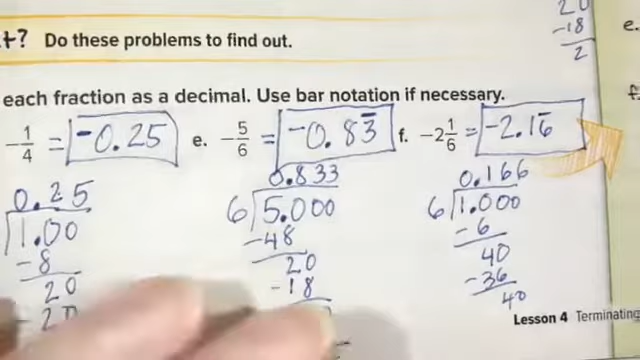 t? Do these problems to find out.
20
-18
2
e.
each fraction as a decimal. Use bar notation if necessary.
f.
-1/4 = -0.25
e. -5/6 = -0.83̅
f. -2 1/6 = -2.16̅
0.25
1.00
-8
20
0.833
6 5.000
-48
20
-18
0.166
6 1.000
-6
40
-36
40
Lesson 4 Terminating